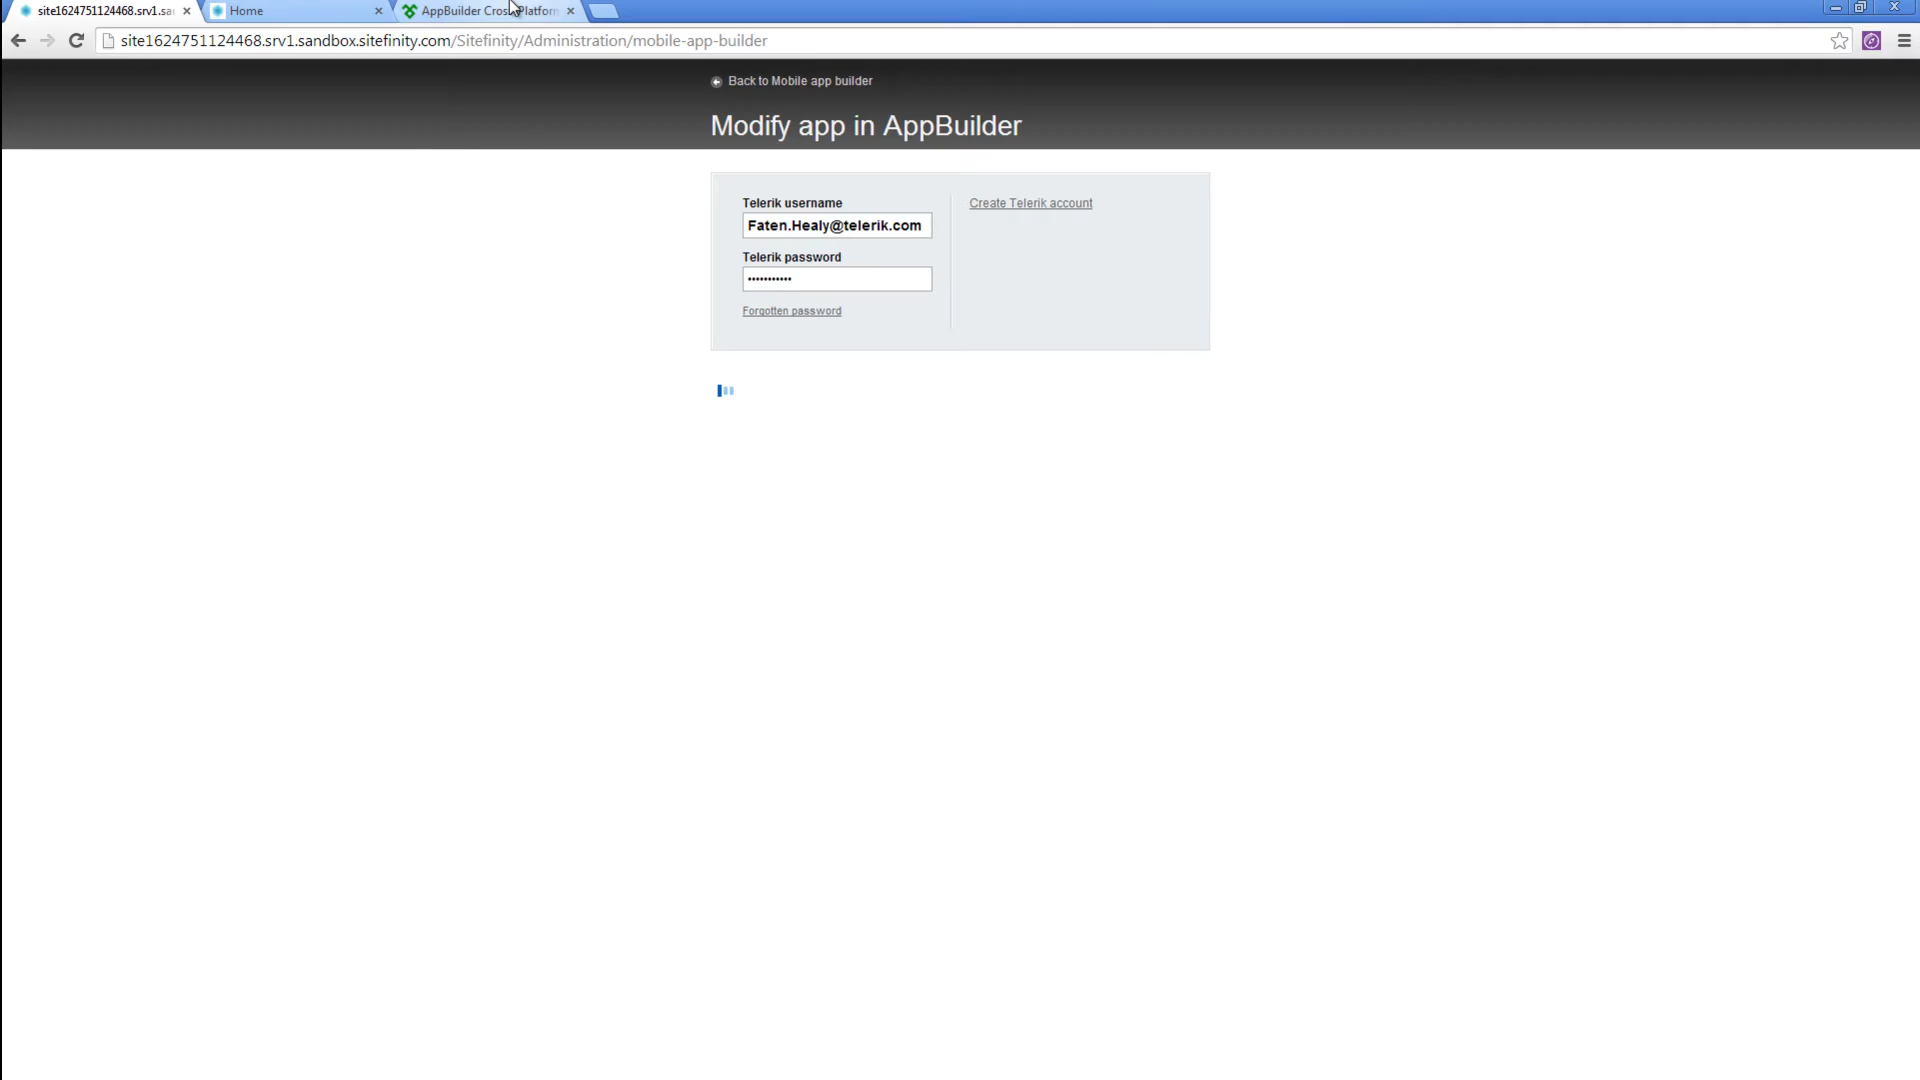 site1624751124468.srv1.sa
Home
AppBuilder Cross Platform
site1624751124468.srv1.sandbox.sitefinity.com/Sitefinity/Administration/mobile-app-builder
Back to Mobile app builder
Modify app in AppBuilder
Telerik username
Create Telerik account
Faten.Healy@telerik.com
Telerik password
Forgotten password